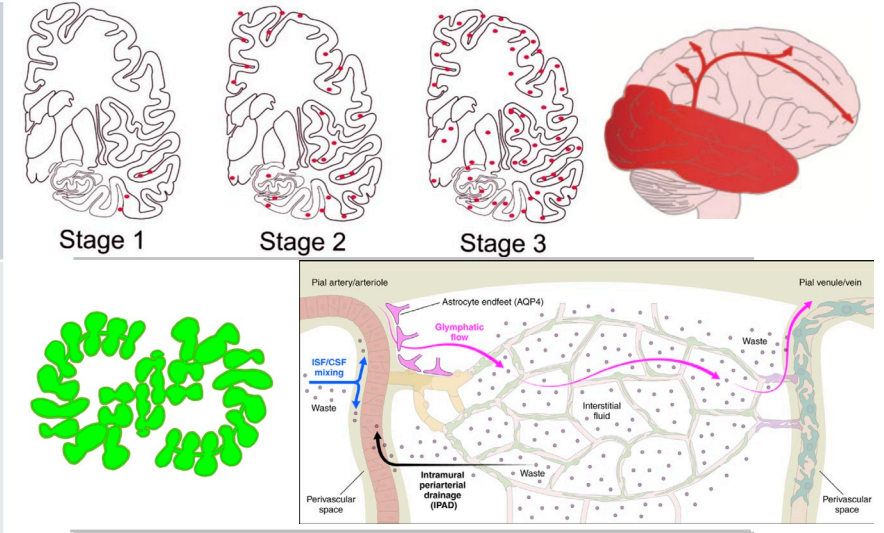 Stage 1
Stage 2
Stage 3
Pial artery/arteriole
Pial venule/vein
Astrocyte endfeet (AQP4)
Glymphatic
flow
Waste
ISF/CSF
mixing
Waste
Interstitial
fluid
Waste
Intramural
periarterial
drainage
(IPAD)
Perivascular
space
Perivascular
space